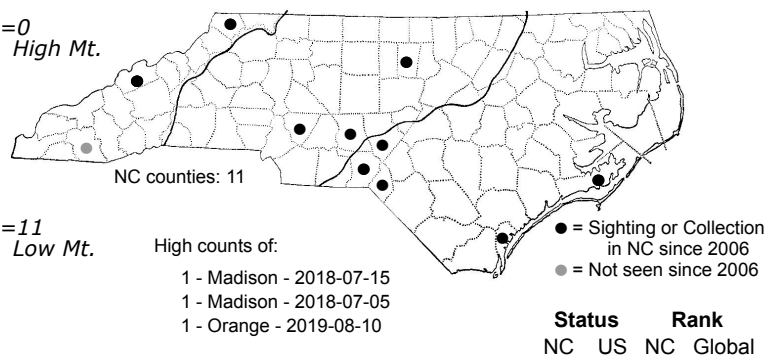 =0
High Mt.
NC counties: 11
=11
Low Mt.
High counts of:
1 - Madison - 2018-07-15
1 - Madison - 2018-07-05
1 - Orange - 2019-08-10
● = Sighting or Collection
in NC since 2006
● = Not seen since 2006
Status Rank
NC US NC Global